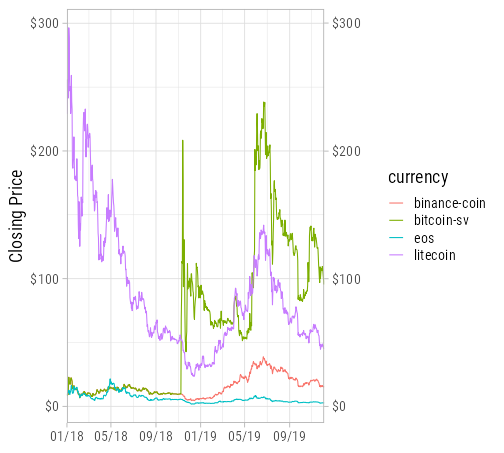 $300
$200
$100
$0
Closing Price
$300
$200
$100
$0
01/18 05/18 09/18 01/19 05/19 09/19
currency
binance-coin
bitcoin-sv
eos
litecoin